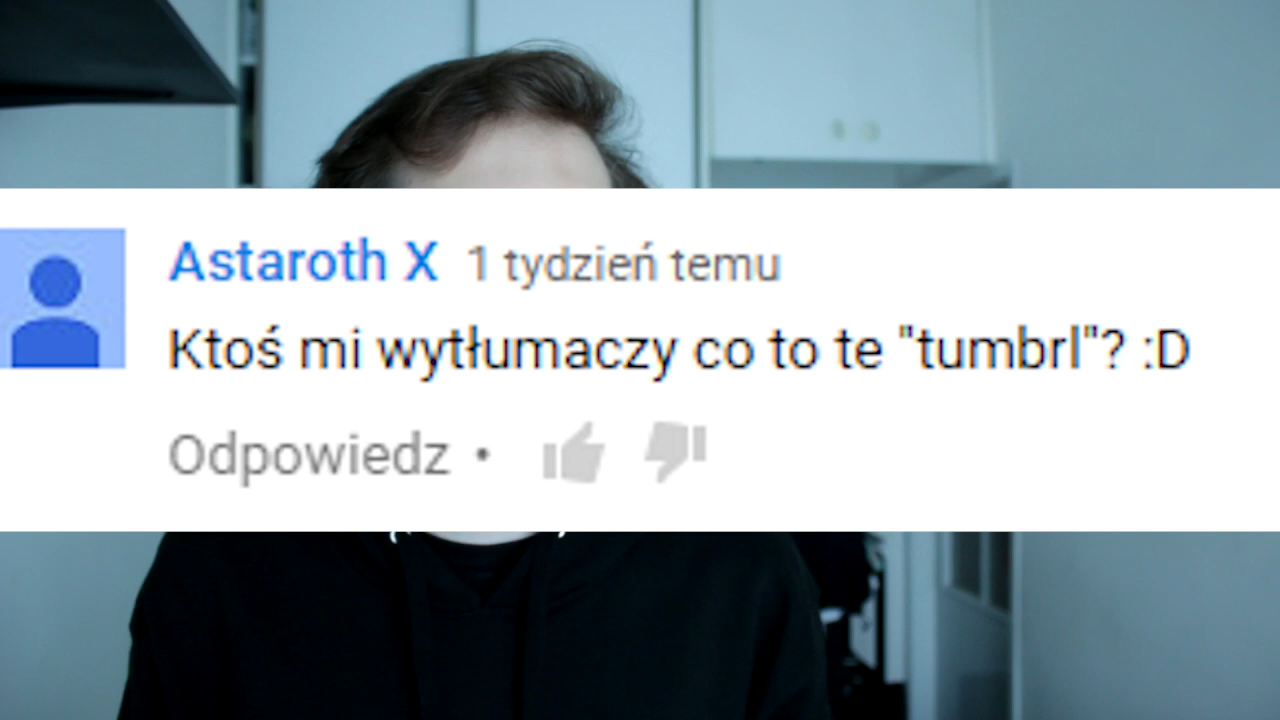 Astaroth X 1 tydzień temu
Ktoś mi wytłumaczy co to te "tumbrl"? :D
Odpowiedz •